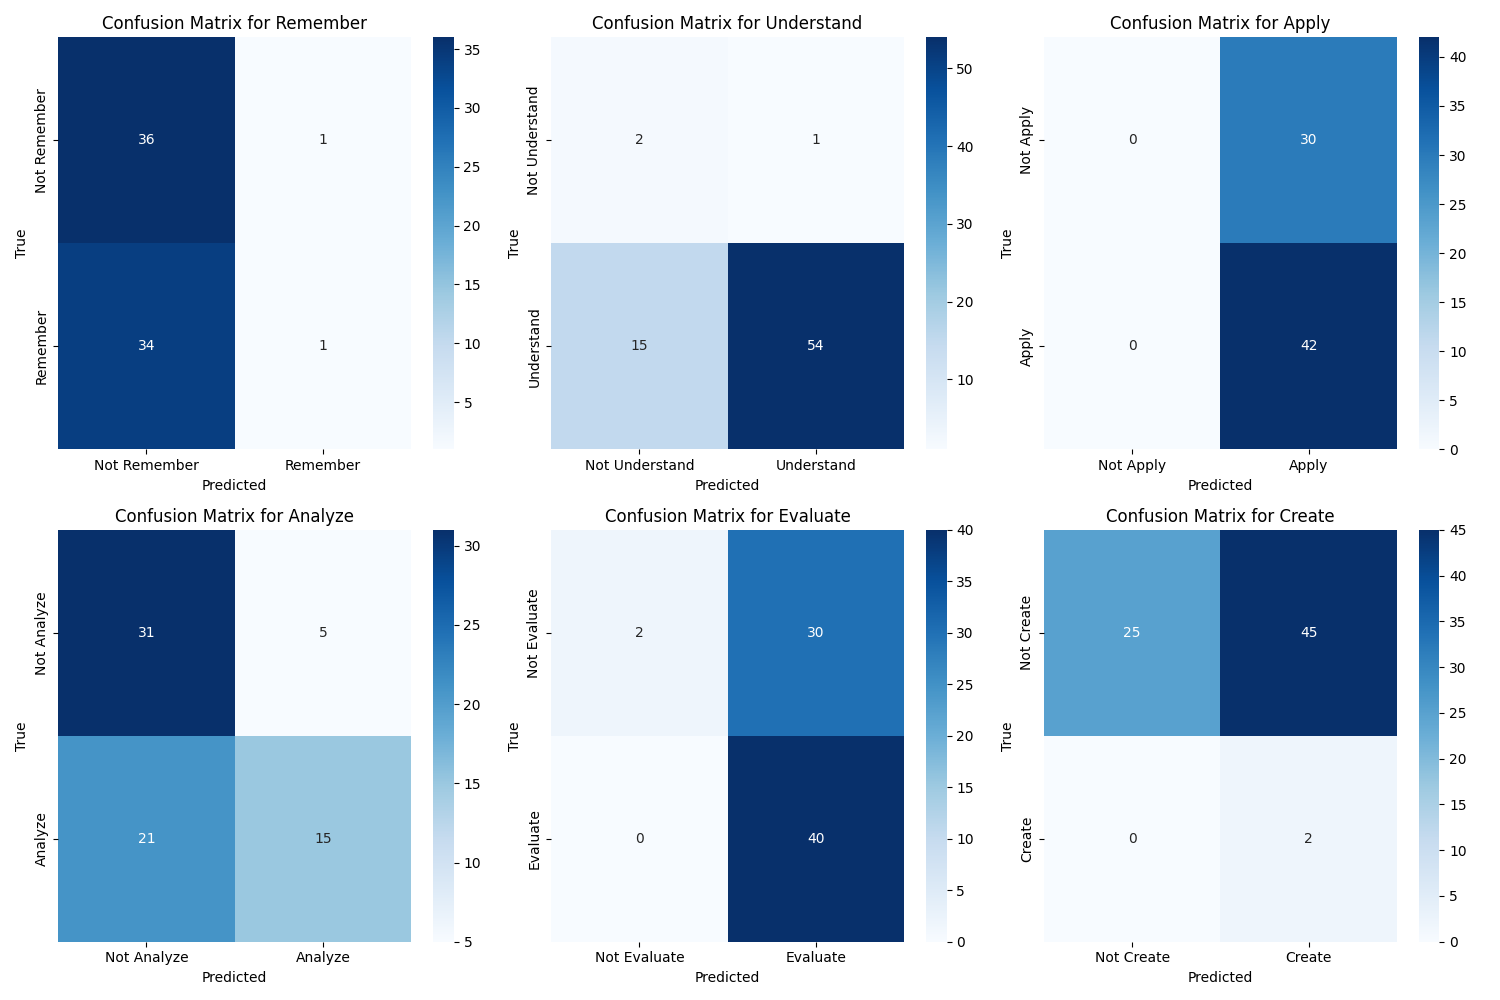 Confusion Matrix for Remember
35
30
25
20
15
10
5
Not Remember
Remember
True
36
1
34
1
Not Remember
Remember
Predicted
Confusion Matrix for Understand
50
40
30
20
10
Not Understand
Understand
True
2
1
15
54
Not Understand
Understand
Predicted
Confusion Matrix for Apply
40
35
30
25
20
15
10
5
0
Not Apply
Apply
True
0
30
0
42
Not Apply
Apply
Predicted
Confusion Matrix for Analyze
30
25
20
15
10
5
Not Analyze
Analyze
True
31
5
21
15
Not Analyze
Analyze
Predicted
Confusion Matrix for Evaluate
40
35
30
25
20
15
10
5
0
Not Evaluate
Evaluate
True
2
30
0
40
Not Evaluate
Evaluate
Predicted
Confusion Matrix for Create
45
40
35
30
25
20
15
10
5
0
Not Create
Create
True
25
45
0
2
Not Create
Create
Predicted